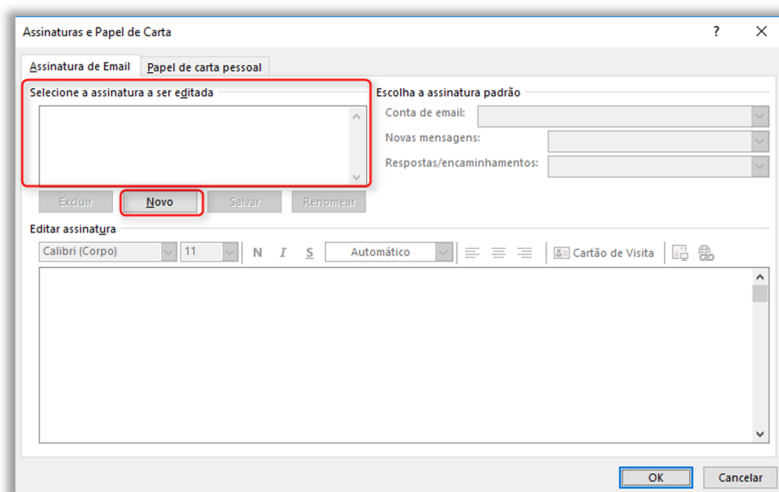 Assinaturas e Papel de Carta
Assinatura de Email Papel de carta pessoal
Selecione a assinatura a ser editada
Escolha a assinatura padrão
Conta de email:
Novas mensagens:
Respostas/encaminhamentos:
Excluir Novo Salvar Renomear
Editar assinatura
Calibri (Corpo) 11 N I S Automático Cartão de Visita
OK Cancelar